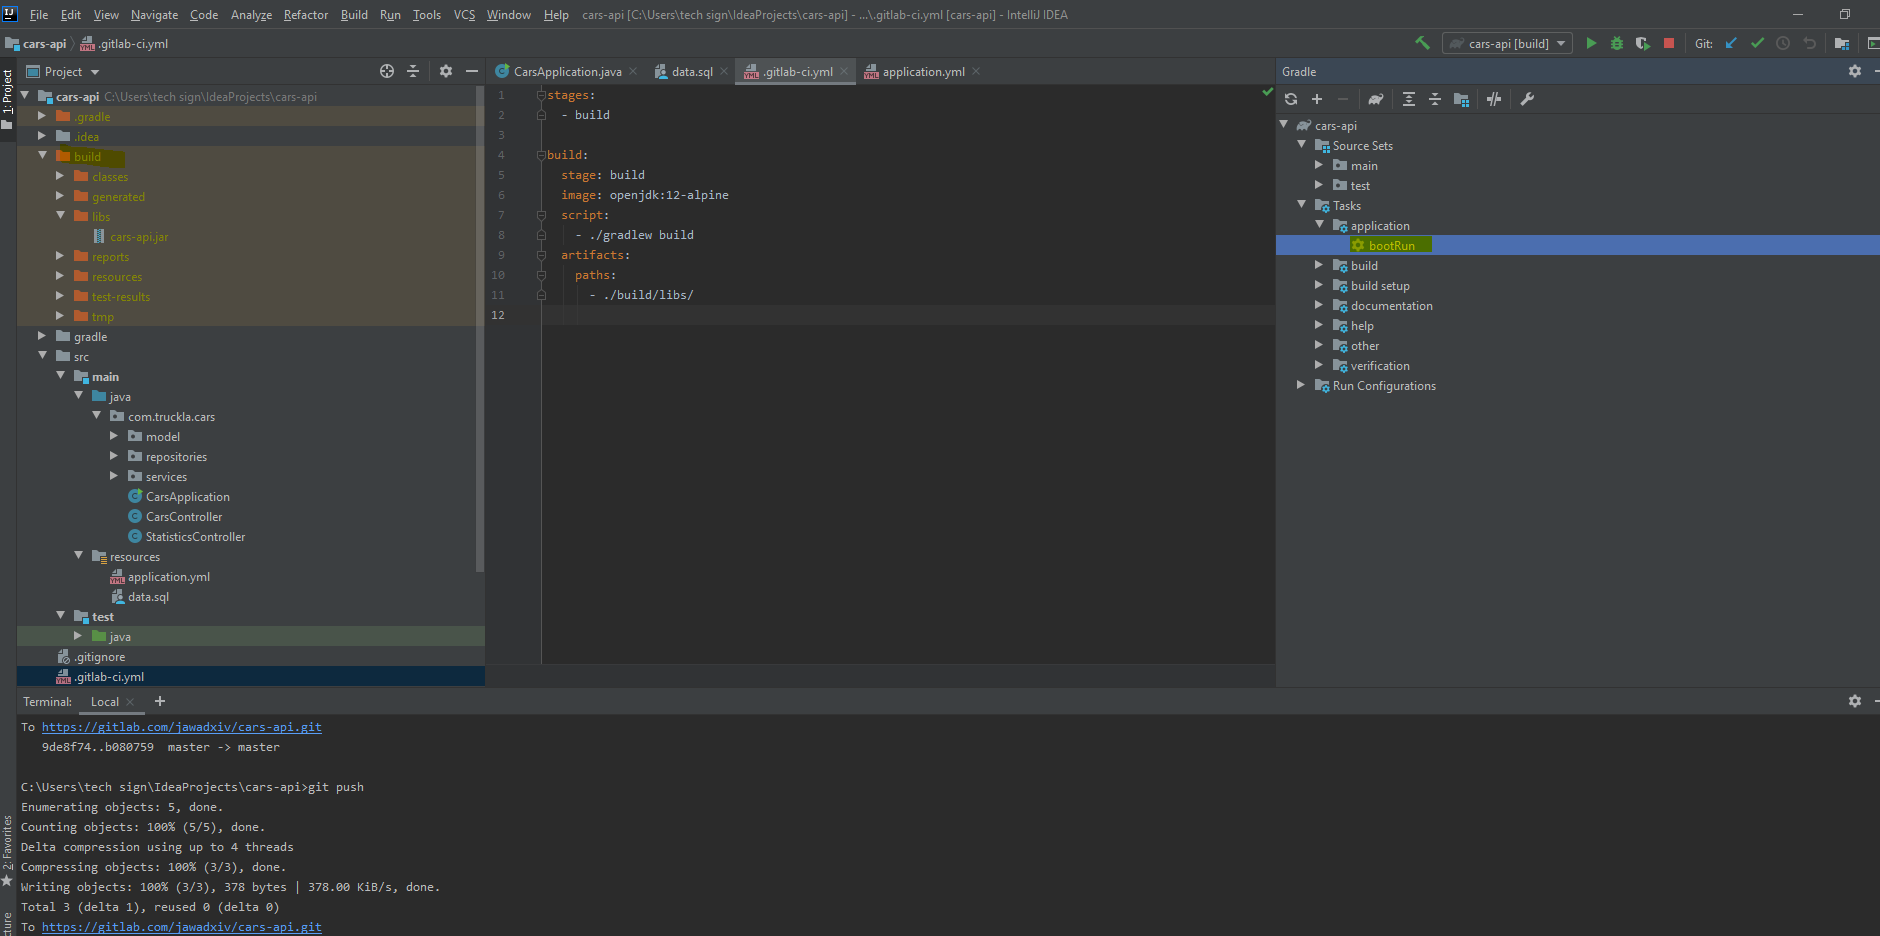 File Edit View Navigate Code Analyze Refactor Build Run Tools VCS Window Help cars-api [C:\Users\tech sign\IdeaProjects\cars-api] - ...\.gitlab-ci.yml [cars-api] - IntelliJ IDEA
cars-api .gitlab-ci.yml
cars-api [build]
Git:
1: Project
Project
cars-api C:\Users\tech sign\IdeaProjects\cars-api
.gradle
.idea
build
classes
generated
libs
cars-api.jar
reports
resources
test-results
tmp
gradle
src
main
java
com.truckla.cars
model
repositories
services
CarsApplication
CarsController
StatisticsController
resources
application.yml
data.sql
test
java
.gitignore
.gitlab-ci.yml
CarsApplication.java data.sql .gitlab-ci.yml application.yml
1 stages:
2 - build
3
4 build:
5 stage: build
6 image: openjdk:12-alpine
7 script:
8 - ./gradlew build
9 artifacts:
10 paths:
11 - ./build/libs/
12
Gradle
cars-api
Source Sets
main
test
Tasks
application
bootRun
build
build setup
documentation
help
other
verification
Run Configurations
Terminal: Local
To https://gitlab.com/jawadxiv/cars-api.git
9de8f74..b080759 master -> master
C:\Users\tech sign\IdeaProjects\cars-api>git push
Enumerating objects: 5, done.
Counting objects: 100% (5/5), done.
Delta compression using up to 4 threads
Compressing objects: 100% (3/3), done.
Writing objects: 100% (3/3), 378 bytes | 378.00 KiB/s, done.
Total 3 (delta 1), reused 0 (delta 0)
To https://gitlab.com/jawadxiv/cars-api.git
2: Favorites
cture